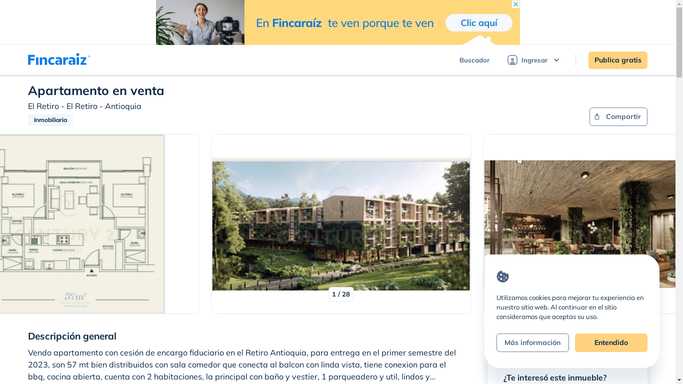 En Fincaraíz te ven porque te ven
Clic aquí
Fincaraíz
Buscador
Ingresar
Publica gratis
Apartamento en venta
El Retiro - El Retiro - Antioquia
Inmobiliaria
Compartir
57m²
1 / 28
Utilizamos cookies para mejorar tu experiencia en
nuestro sitio web. Al continuar en el sitio
consideramos que aceptas su uso.
Más información
Entendido
Descripción general
Vendo apartamento con cesión de encargo fiduciario en el Retiro Antioquia, para entrega en el primer semestre del
2023, son 57 mt bien distribuidos con sala comedor que conecta al balcon con linda vista, tiene conexion para el
bbq, cocina abierta, cuenta con 2 habitaciones, la principal con baño y vestier, 1 parqueadero y util, lindos y...
¿Te interesó este inmueble?